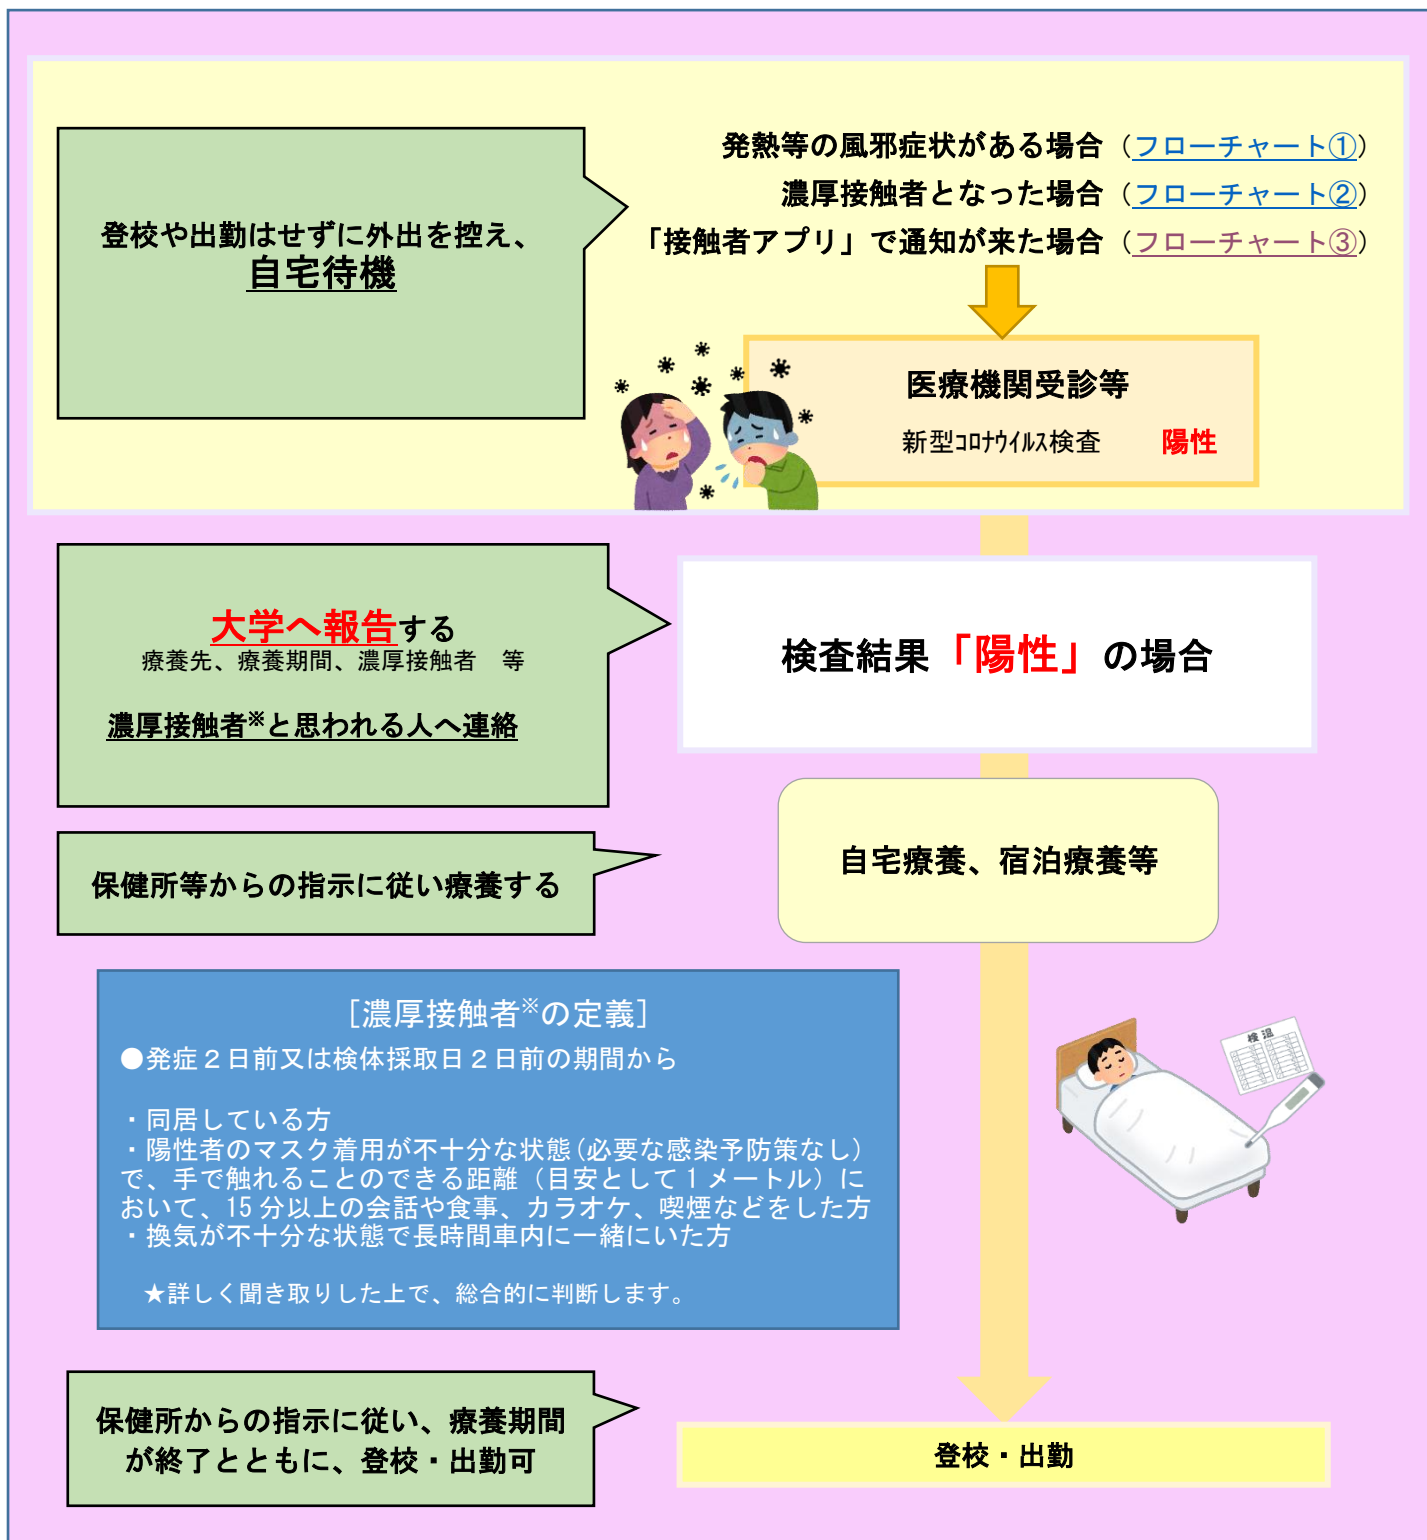 発熱等の風邪症状がある場合（フローチャート①）
濃厚接触者となった場合（フローチャート②）
「接触者アプリ」で通知が来た場合（フローチャート③）
登校や出勤はせずに外出を控え、
自宅待機
医療機関受診等
新型コロナウイルス検査　陽性
大学へ報告する
療養先、療養期間、濃厚接触者　等
濃厚接触者※と思われる人へ連絡
検査結果「陽性」の場合
自宅療養、宿泊療養等
保健所等からの指示に従い療養する
［濃厚接触者※の定義］
●発症２日前又は検体採取日２日前の期間から
・同居している方
・陽性者のマスク着用が不十分な状態(必要な感染予防策なし)
で、手で触れることのできる距離（目安として1メートル）に
おいて、15分以上の会話や食事、カラオケ、喫煙などをした方
・換気が不十分な状態で長時間車内に一緒にいた方
★詳しく聞き取りした上で、総合的に判断します。
検温
保健所からの指示に従い、療養期間
が終了とともに、登校・出勤可
登校・出勤